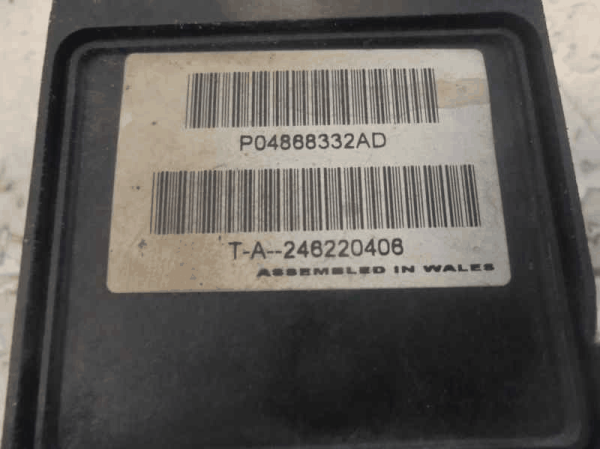 P04868332AD
T-A--246220406
ASSEMBLED IN WALES